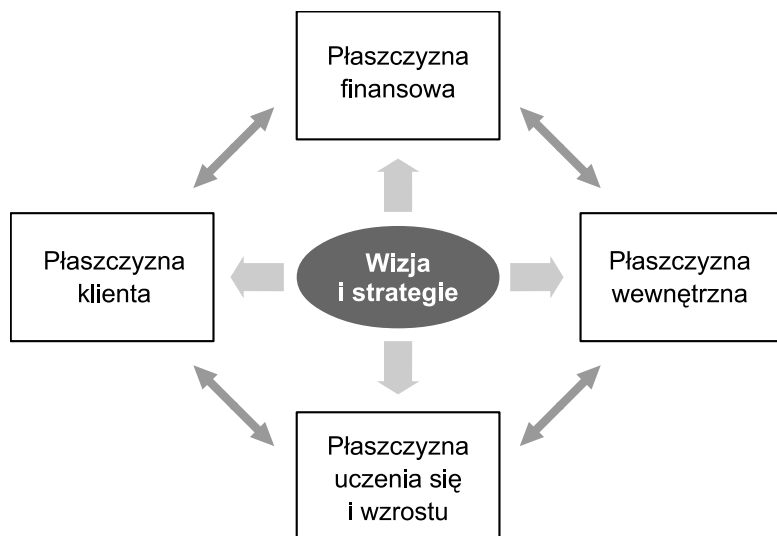 Płaszczyzna
finansowa
Płaszczyzna
klienta
Wizja
i strategie
Płaszczyzna
wewnętrzna
Płaszczyzna
uczenia się
i wzrostu